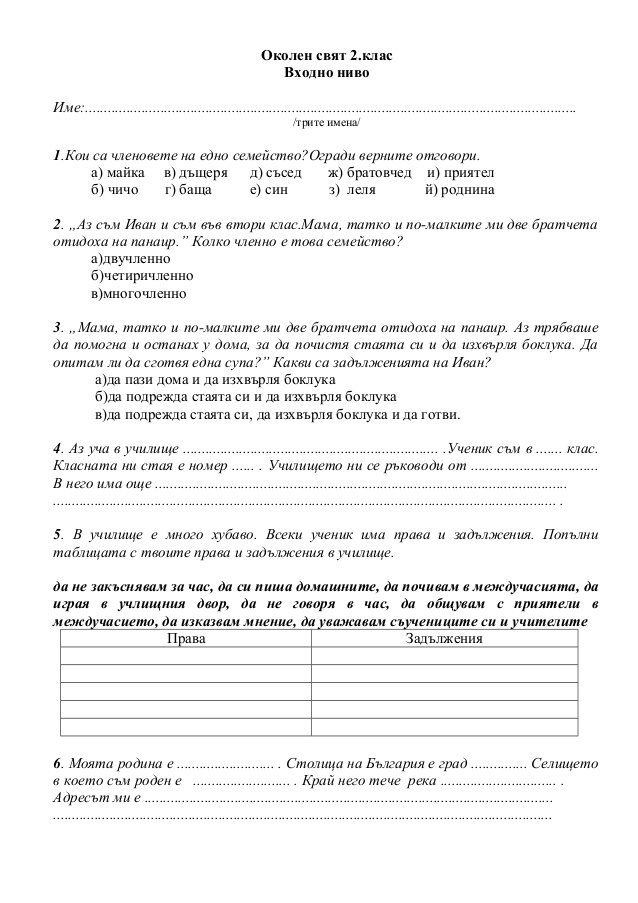 Околен свят 2.клас
Входно ниво
Име:....................................................................................................................................
/трите имена/
1.Кои са членовете на едно семейство?Огради верните отговори.
а) майка в) дъщеря д) съсед ж) братовчед и) приятел
б) чичо г) баща е) син з) леля й) роднина
2. „Аз съм Иван и съм във втори клас.Мама, татко и по-малките ми две братчета
отидоха на панаир.” Колко членно е това семейство?
а)двучленно
б)четиричленно
в)многочленно
3. „Мама, татко и по-малките ми две братчета отидоха на панаир. Аз трябваше
да помогна и останах у дома, за да почистя стаята си и да изхвърля боклука. Да
опитам ли да сготвя една супа?” Какви са задълженията на Иван?
а)да пази дома и да изхвърля боклука
б)да подрежда стаята си и да изхвърля боклука
в)да подрежда стаята си, да изхвърля боклука и да готви.
4. Аз уча в училище .................................................................... .Ученик съм в ....... клас.
Класната ни стая е номер ...... . Училището ни се ръководи от ..................................
В него има още ..............................................................................................................
...................................................................................................................................... .
5. В училище е много хубаво. Всеки ученик има права и задължения. Попълни
таблицата с твоите права и задължения в училище.
да не закъснявам за час, да си пиша домашните, да почивам в междучасията, да
играя в учлищния двор, да не говоря в час, да общувам с приятели в
междучасието, да изказвам мнение, да уважавам съучениците си и учителите
Права Задължения
6. Моята родина е .......................... . Столица на България е град ............... Селището
в което съм роден е .......................... . Край него тече река ............................... .
Адресът ми е .............................................................................................................
.....................................................................................................................................